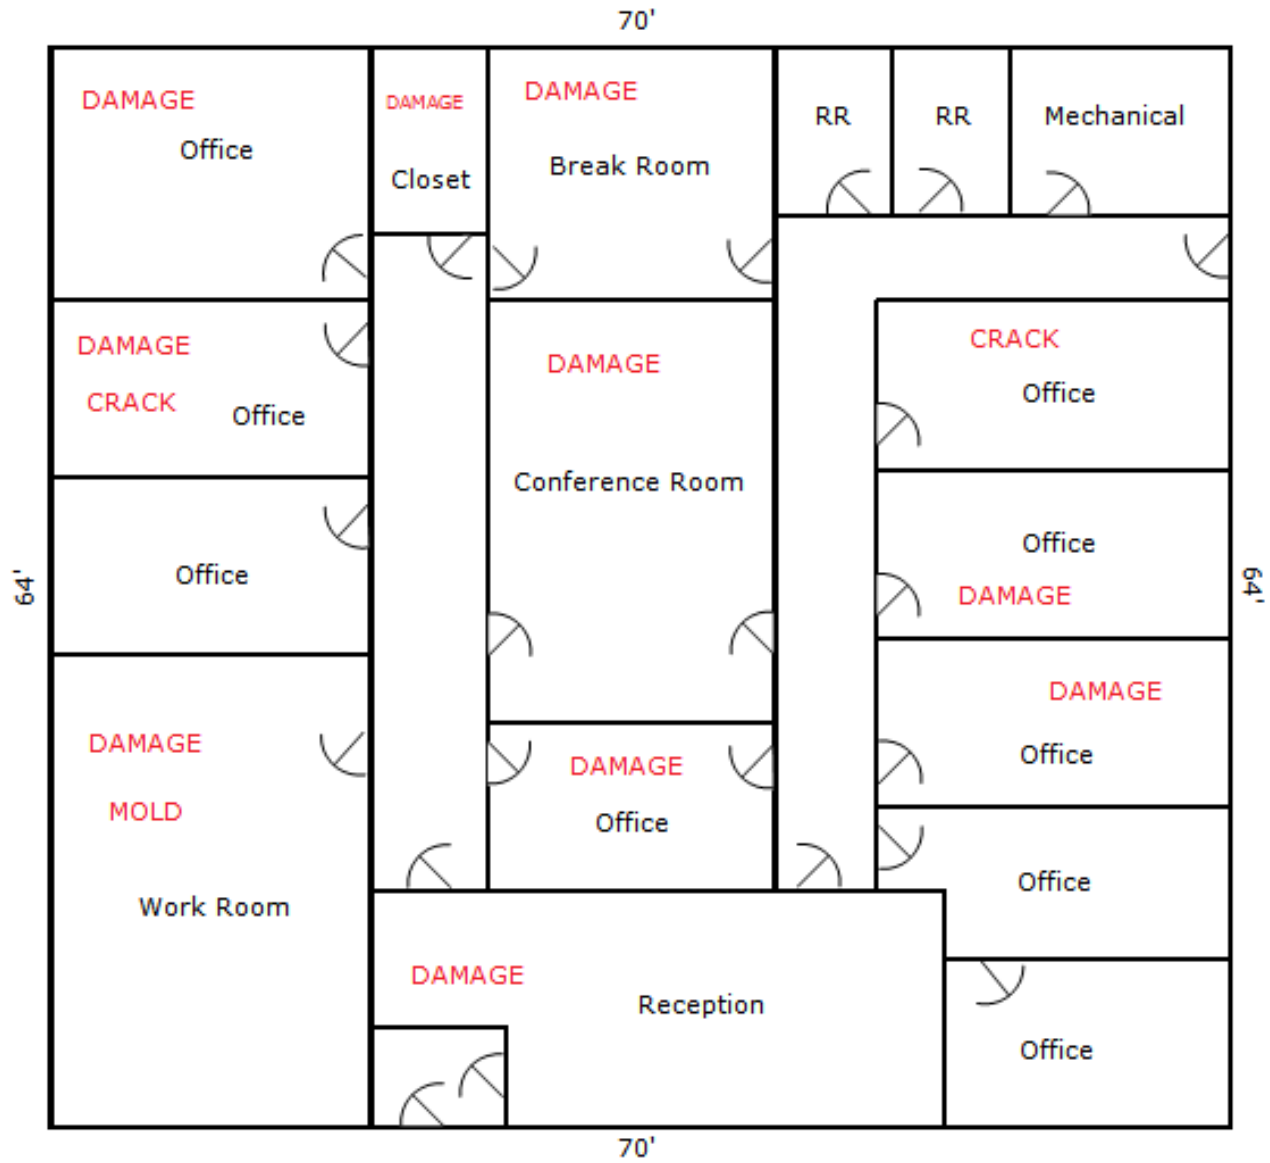 70'
DAMAGE
Office
DAMAGE
Closet
DAMAGE
Break Room
RR
RR
Mechanical
DAMAGE
CRACK
Office
DAMAGE
Conference Room
CRACK
Office
Office
Office
DAMAGE
64'
64'
DAMAGE
MOLD
Work Room
DAMAGE
Office
DAMAGE
Office
Office
DAMAGE
Reception
Office
70'